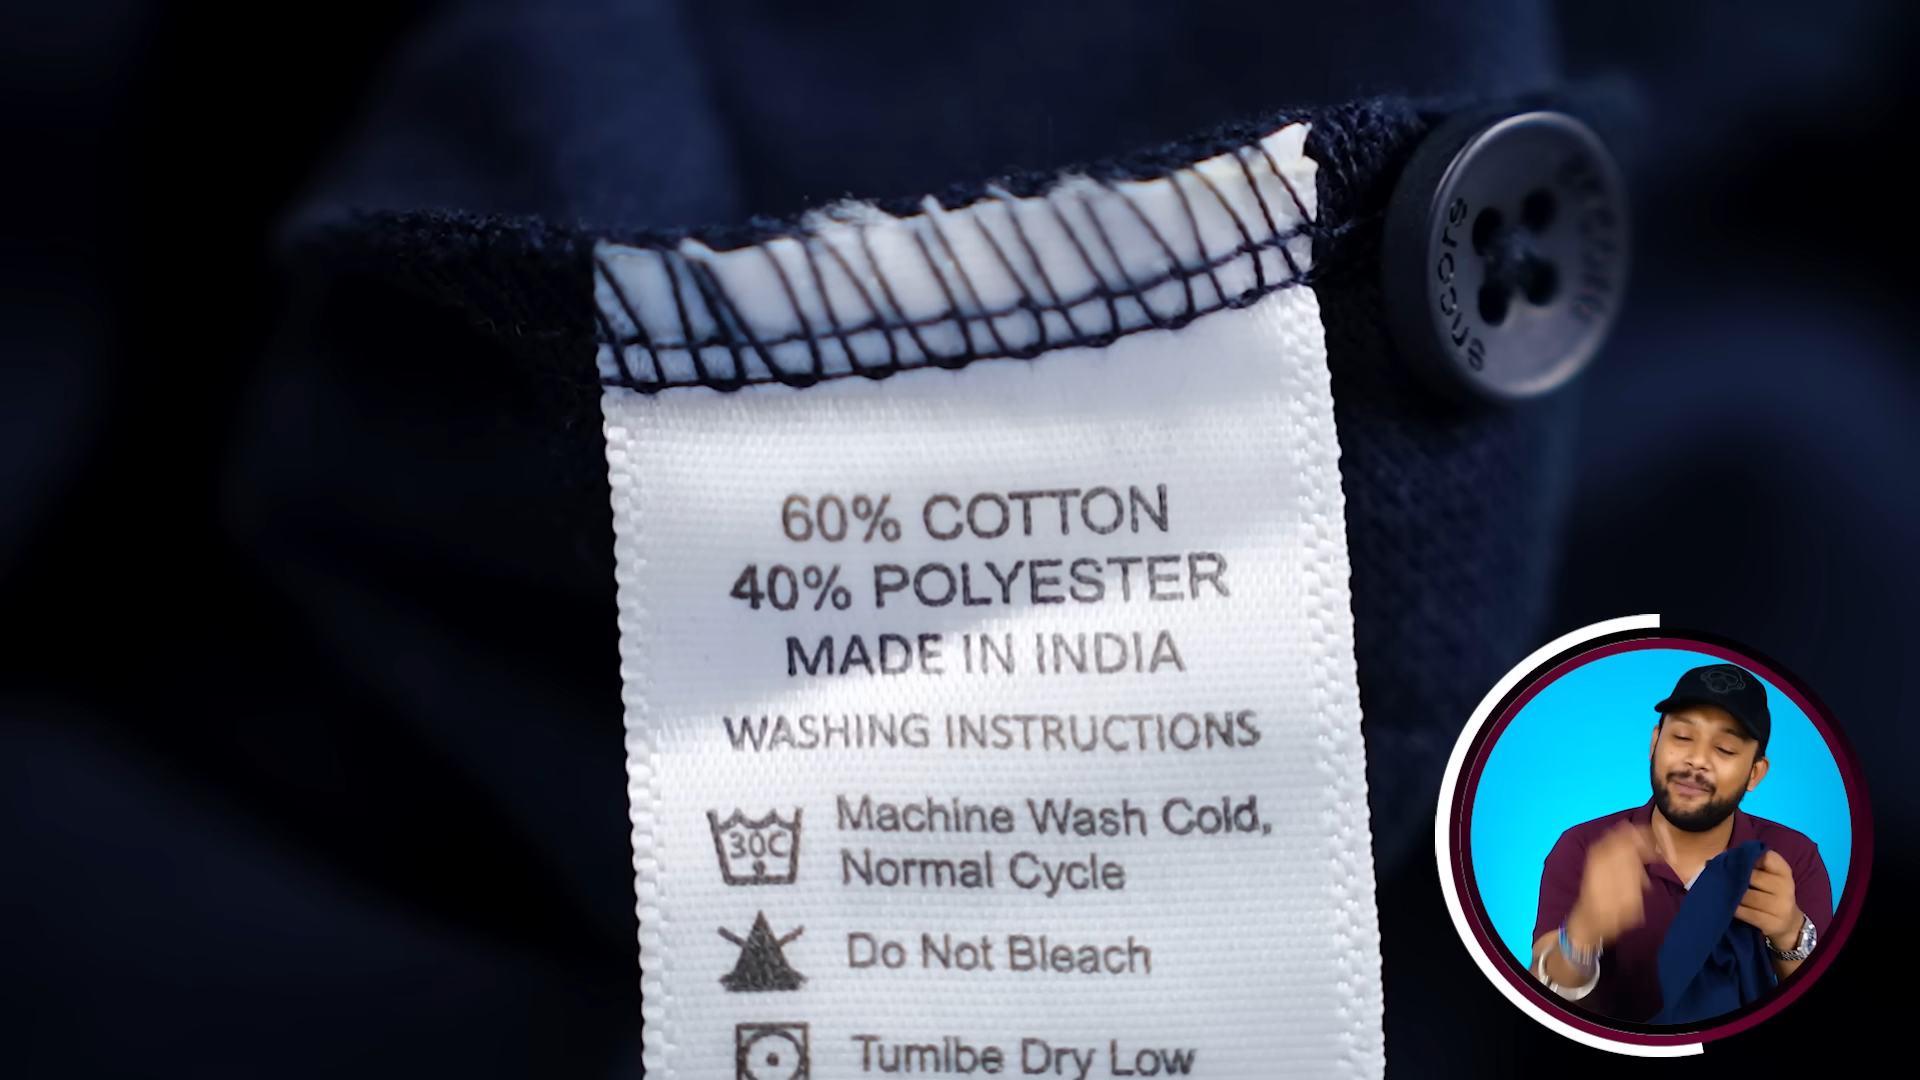 60% COTTON
40% POLYESTER
MADE IN INDIA
WASHING INSTRUCTIONS
30C
Machine Wash Cold,
Normal Cycle
Do Not Bleach
Tumlbe Dry Low